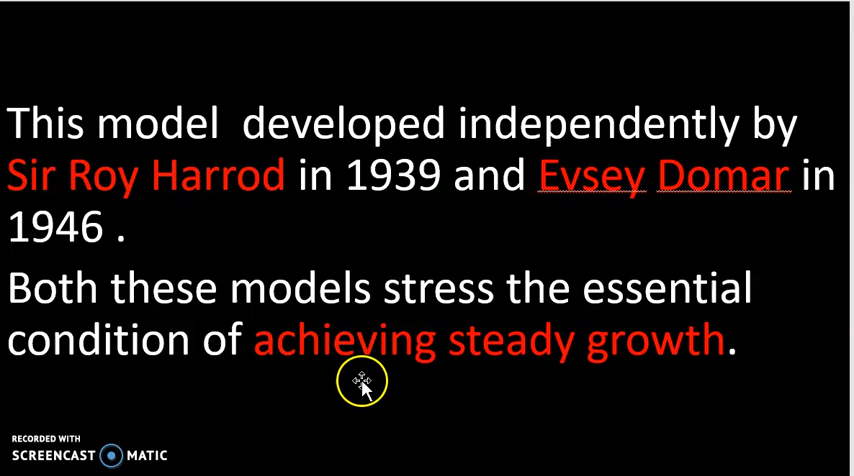 This model developed independently by
Sir Roy Harrod in 1939 and Evsey Domar in
1946 .
Both these models stress the essential
condition of achieving steady growth.
RECORDED WITH
SCREENCAST MATIC